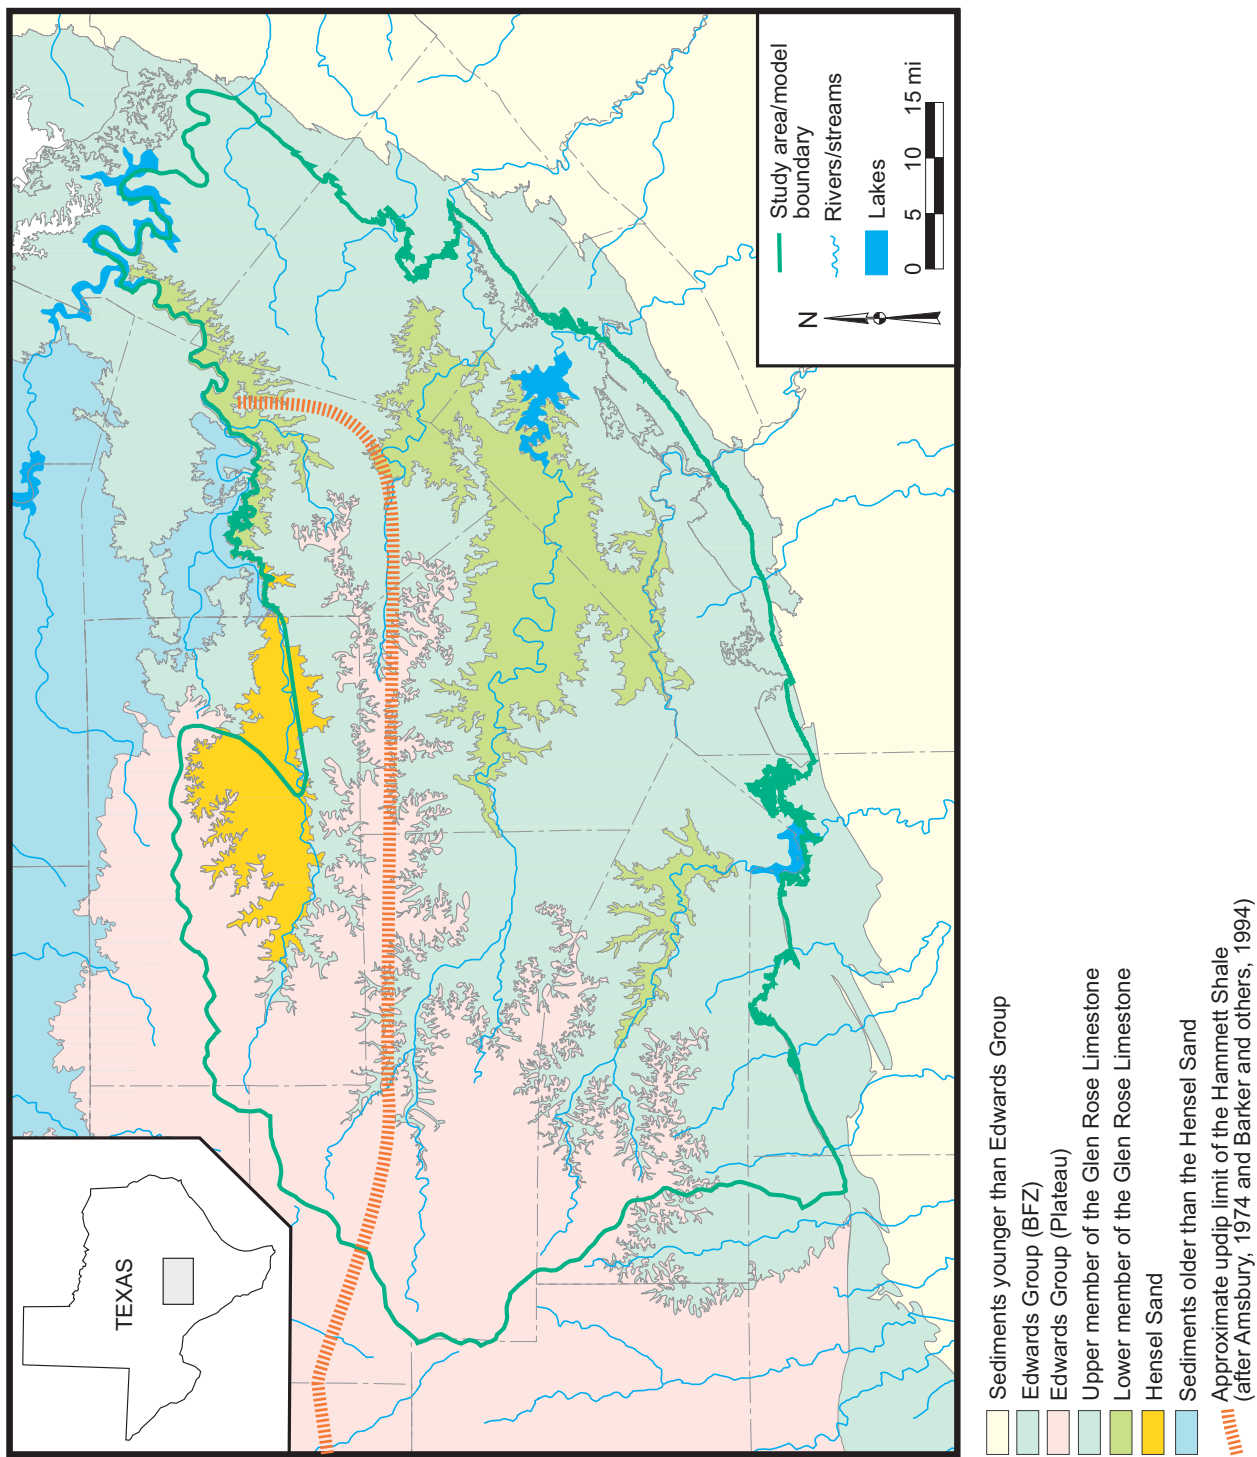 TEXAS
Study area/model
boundary
Rivers/streams
Lakes
0 5 10 15 mi
N
Sediments younger than Edwards Group
Edwards Group (BFZ)
Edwards Group (Plateau)
Upper member of the Glen Rose Limestone
Lower member of the Glen Rose Limestone
Hensel Sand
Sediments older than the Hensel Sand
Approximate updip limit of the Hammett Shale
(after Amsbury, 1974 and Barker and others, 1994)